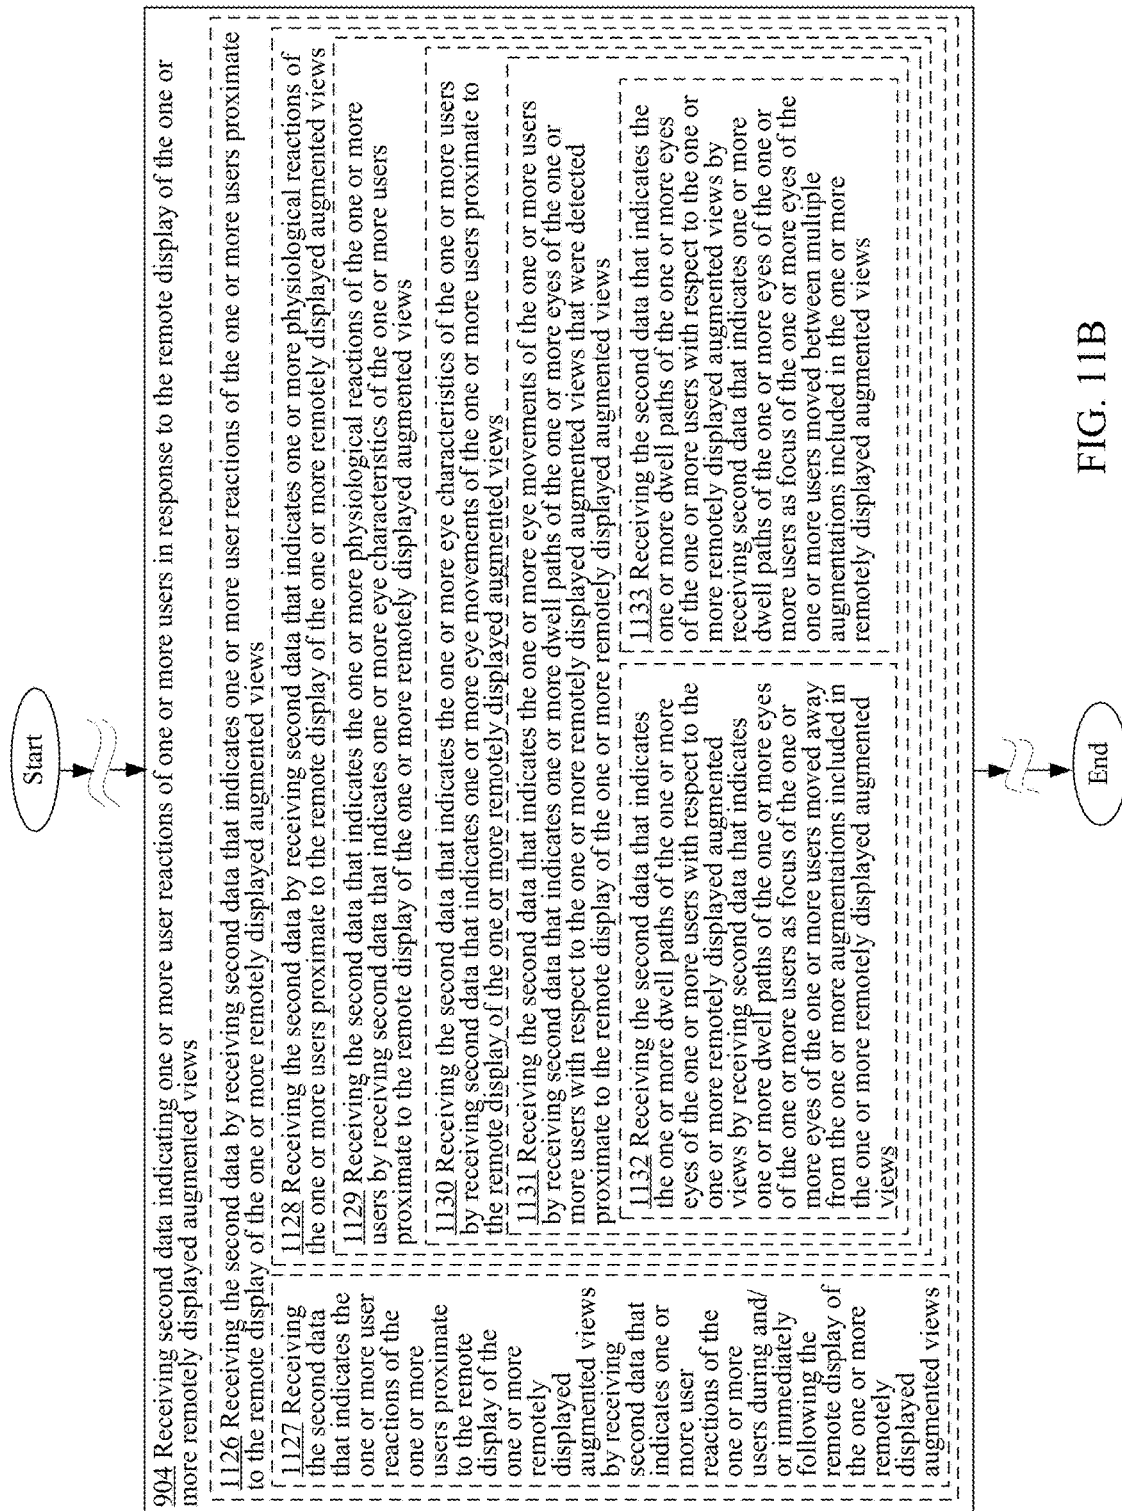 Start
904 Receiving second data indicating one or more user reactions of one or more users in response to the remote display of the one or
more remotely displayed augmented views
1126 Receiving the second data by receiving second data that indicates one or more user reactions of the one or more users proximate
to the remote display of the one or more remotely displayed augmented views
1127 Receiving
the second data
that indicates the
one or more user
reactions of the
one or more
users proximate
to the remote
display of the
one or more
remotely
displayed
augmented views
by receiving
second data that
indicates one or
more user
reactions of the
one or more
users during and/
or immediately
following the
remote display of
the one or more
remotely
displayed
augmented views
1128 Receiving the second data by receiving second data that indicates one or more physiological reactions of
the one or more users proximate to the remote display of the one or more remotely displayed augmented views
1129 Receiving the second data that indicates the one or more physiological reactions of the one or more
users by receiving second data that indicates one or more eye characteristics of the one or more users
proximate to the remote display of the one or more remotely displayed augmented views
1130 Receiving the second data that indicates the one or more eye characteristics of the one or more users
by receiving second data that indicates one or more eye movements of the one or more users proximate to
the remote display of the one or more remotely displayed augmented views
1131 Receiving the second data that indicates the one or more eye movements of the one or more users
by receiving second data that indicates one or more dwell paths of the one or more eyes of the one or
more users with respect to the one or more remotely displayed augmented views that were detected
proximate to the remote display of the one or more remotely displayed augmented views
1132 Receiving the second data that indicates
the one or more dwell paths of the one or more
eyes of the one or more users with respect to the
one or more remotely displayed augmented
views by receiving second data that indicates
one or more dwell paths of the one or more eyes
of the one or more users as focus of the one or
more eyes of the one or more users moved away
from the one or more augmentations included in
the one or more remotely displayed augmented
views
1133 Receiving the second data that indicates the
one or more dwell paths of the one or more eyes
of the one or more users with respect to the one or
more remotely displayed augmented views by
receiving second data that indicates one or more
dwell paths of the one or more eyes of the one or
more users as focus of the one or more eyes of the
one or more users moved between multiple
augmentations included in the one or more
remotely displayed augmented views
End
FIG. 11B